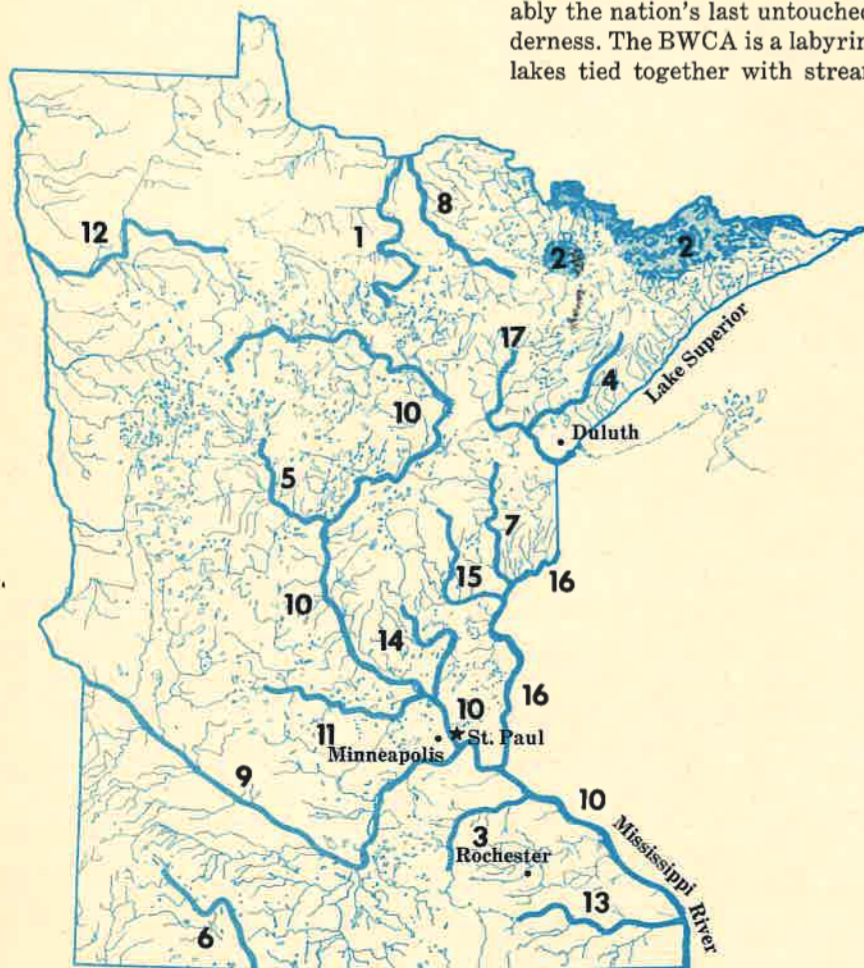 ably the nation's last untouched
derness. The BWCA is a labyrin
lakes tied together with strea
8
12
1
2
2
17
4
Lake Superior
10
Duluth
5
7
15
16
10
14
16
10
11
St. Paul
Minneapolis
9
10
Mississippi River
3
Rochester
13
6